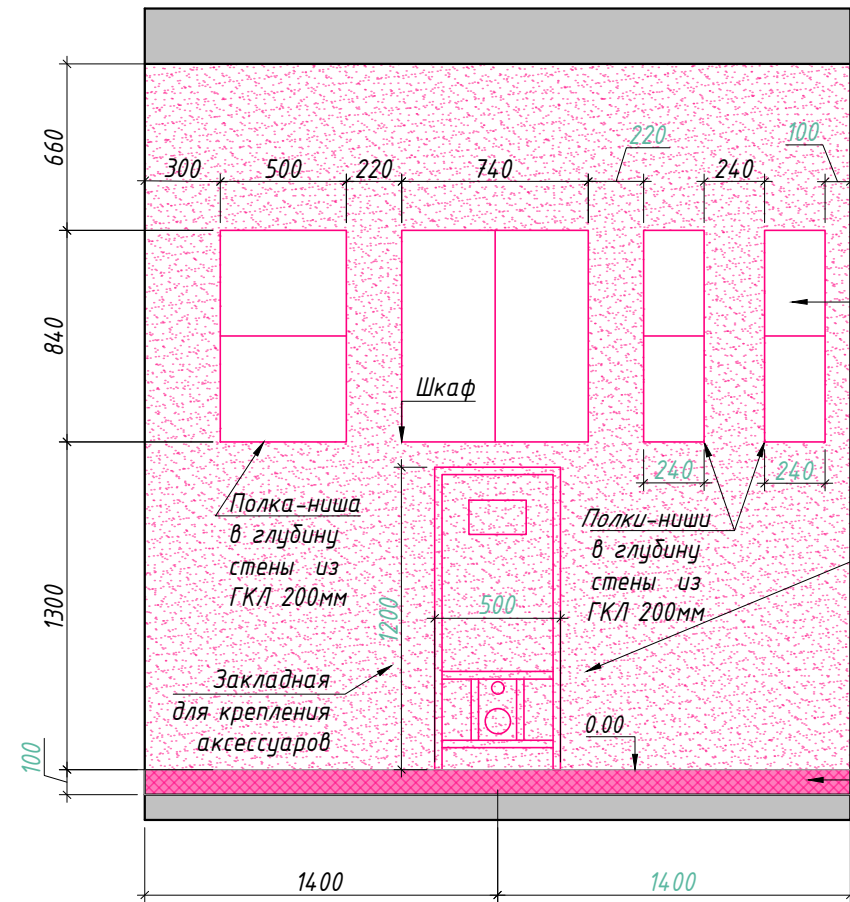 220
100
660
300
500
220
740
240
840
Шкаф
240
240
Полка-ниша
в глубину
стены из
ГКЛ 200мм
Полки-ниши
в глубину
стены из
ГКЛ 200мм
1300
1200
500
Закладная
для крепления
аксессуаров
0.00
100
1400
1400